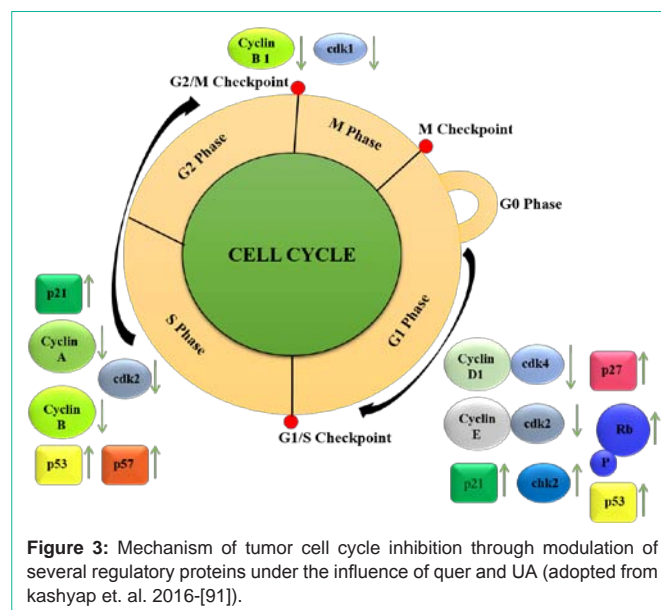 Cyclin
B 1
cdk1
G2/M Checkpoint
M Checkpoint
M Phase
G2 Phase
G0 Phase
CELL CYCLE
G1 Phase
S Phase
G1/S Checkpoint
p21
Cyclin
A
cdk2
Cyclin
B
p53
p57
Cyclin
D1
cdk4
p27
Cyclin
E
cdk2
Rb
P
p21
chk2
p53
Figure 3: Mechanism of tumor cell cycle inhibition through modulation of
several regulatory proteins under the influence of quer and UA (adopted from
kashyap et. al. 2016-[91]).